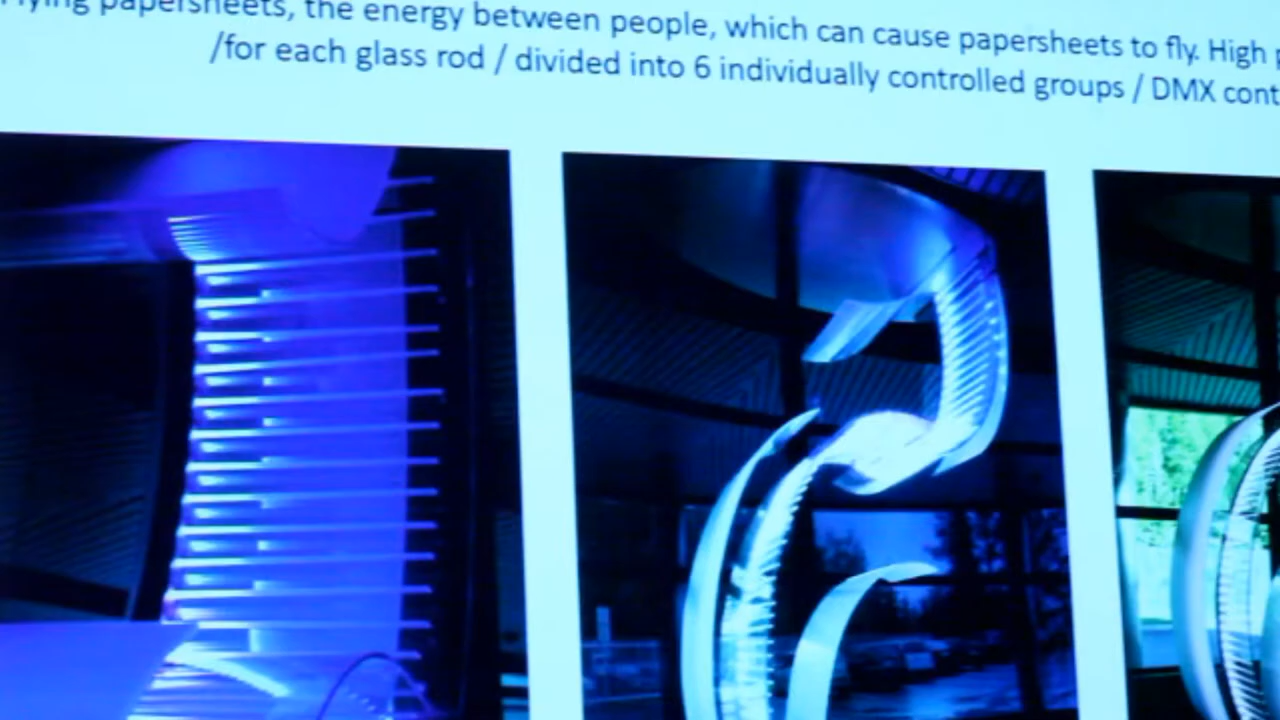 papersheets, the energy between people, which can cause papersheets to fly. High
/for each glass rod / divided into 6 individually controlled groups / DMX cont